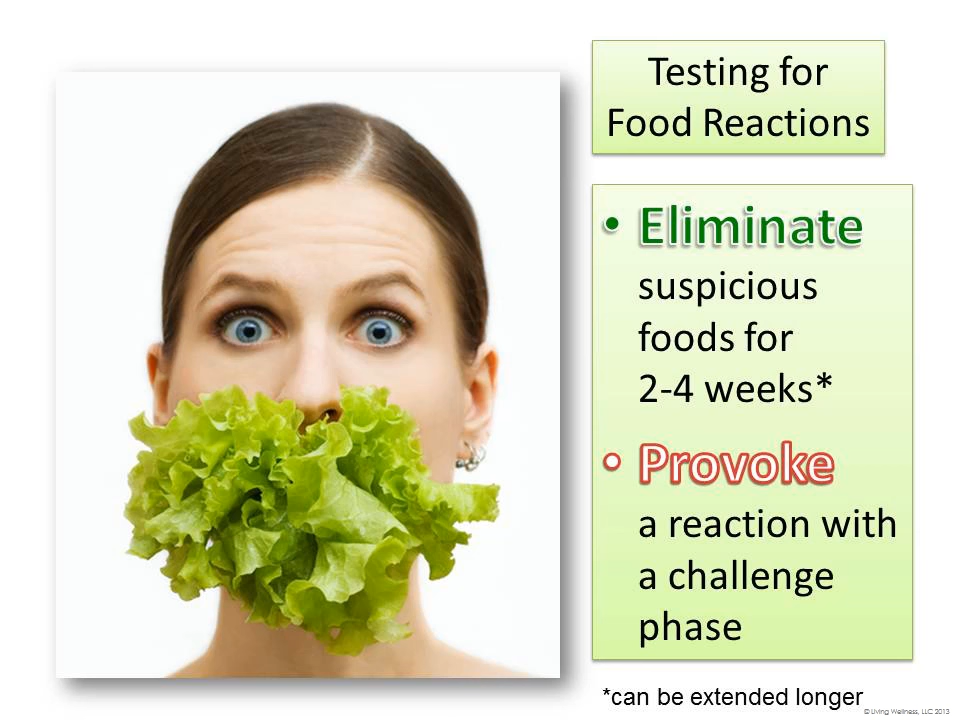 Testing for
Food Reactions
• Eliminate
suspicious
foods for
2-4 weeks*
• Provoke
a reaction with
a challenge
phase
*can be extended longer
© Living Wellness, LLC 2013